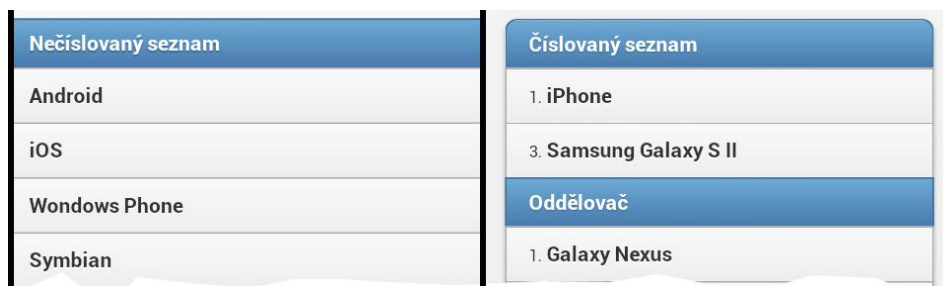 Nečíslovaný seznam
Android
iOS
Wondows Phone
Symbian
Číslovaný seznam
1. iPhone
3. Samsung Galaxy S II
Oddělovač
1. Galaxy Nexus